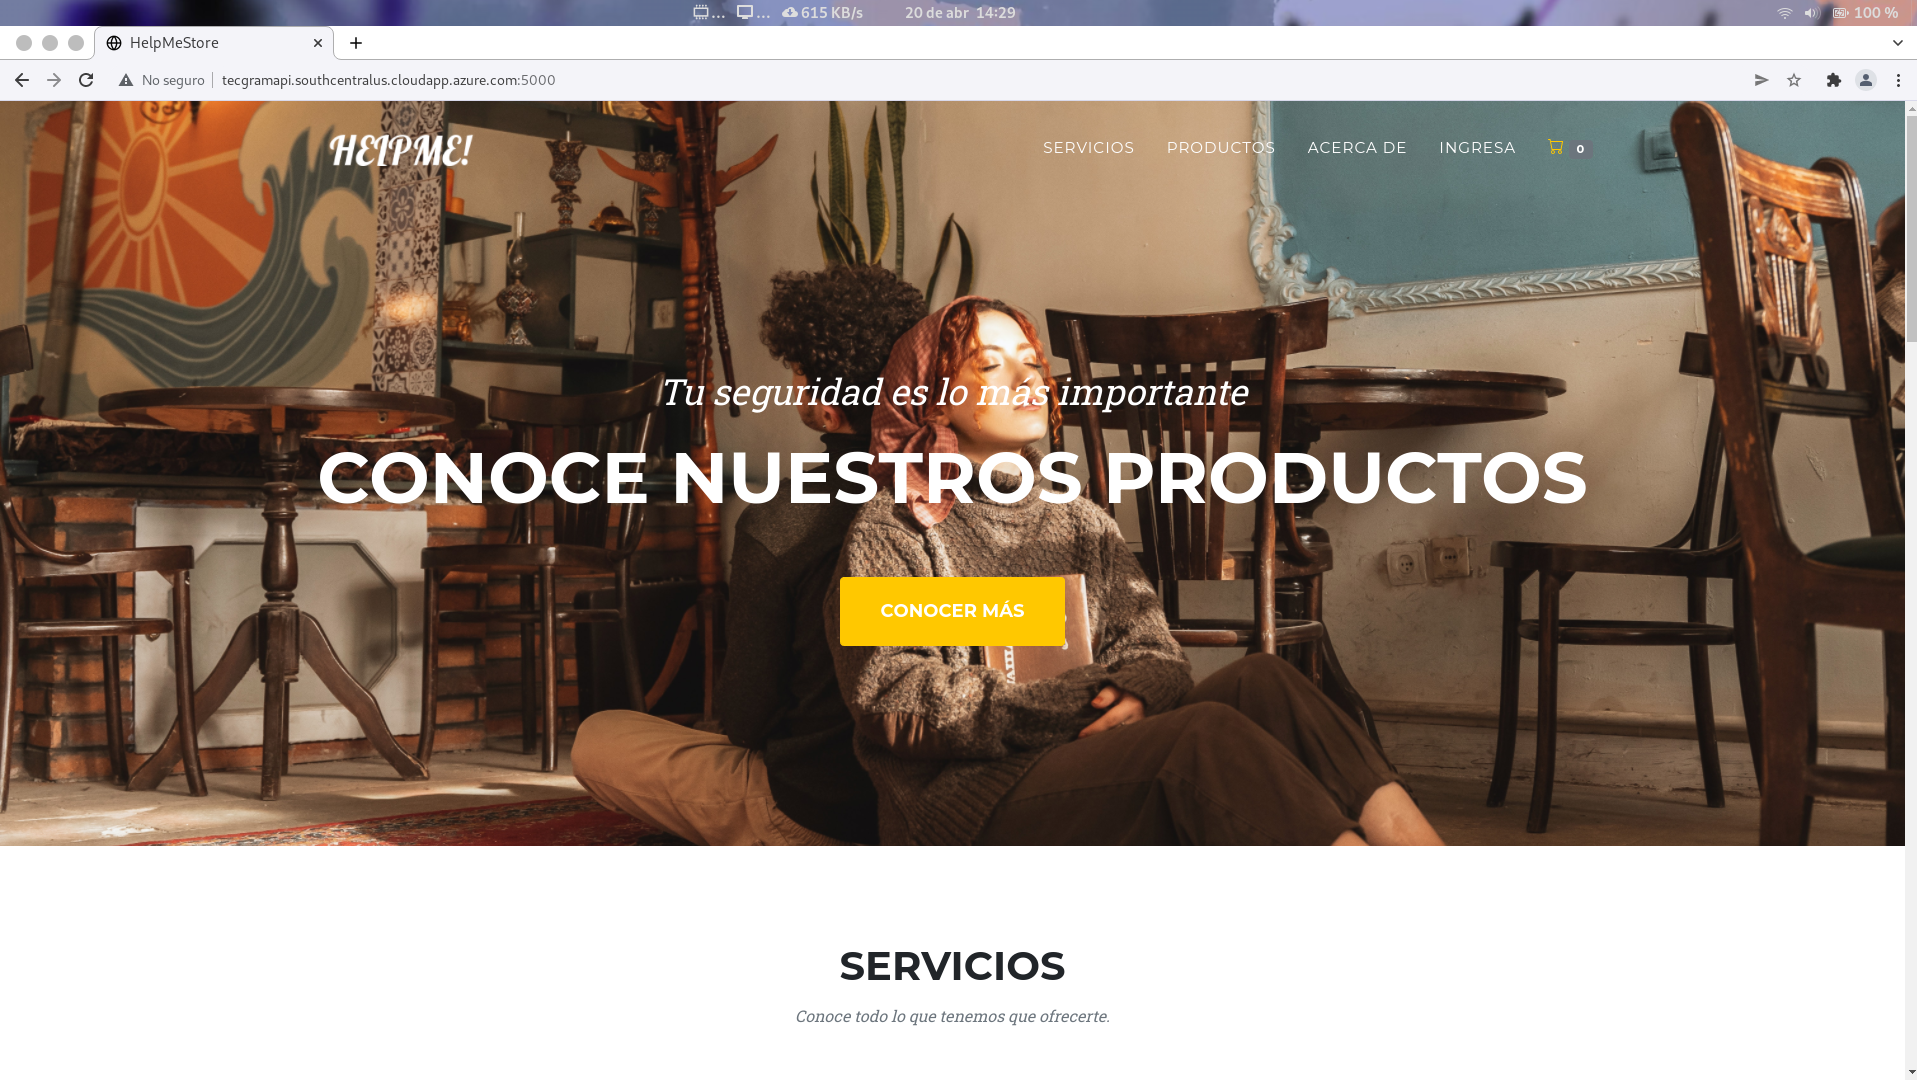 ... ... 615 KB/s 20 de abr 14:29 100 %
HelpMeStore
No seguro tecgramapi.southcentralus.cloudapp.azure.com:5000
HElPME! SERVICIOS PRODUCTOS ACERCA DE INGRESA 0
Tu seguridad es lo más importante
CONOCE NUESTROS PRODUCTOS
CONOCER MÁS
SERVICIOS
Conoce todo lo que tenemos que ofrecerte.